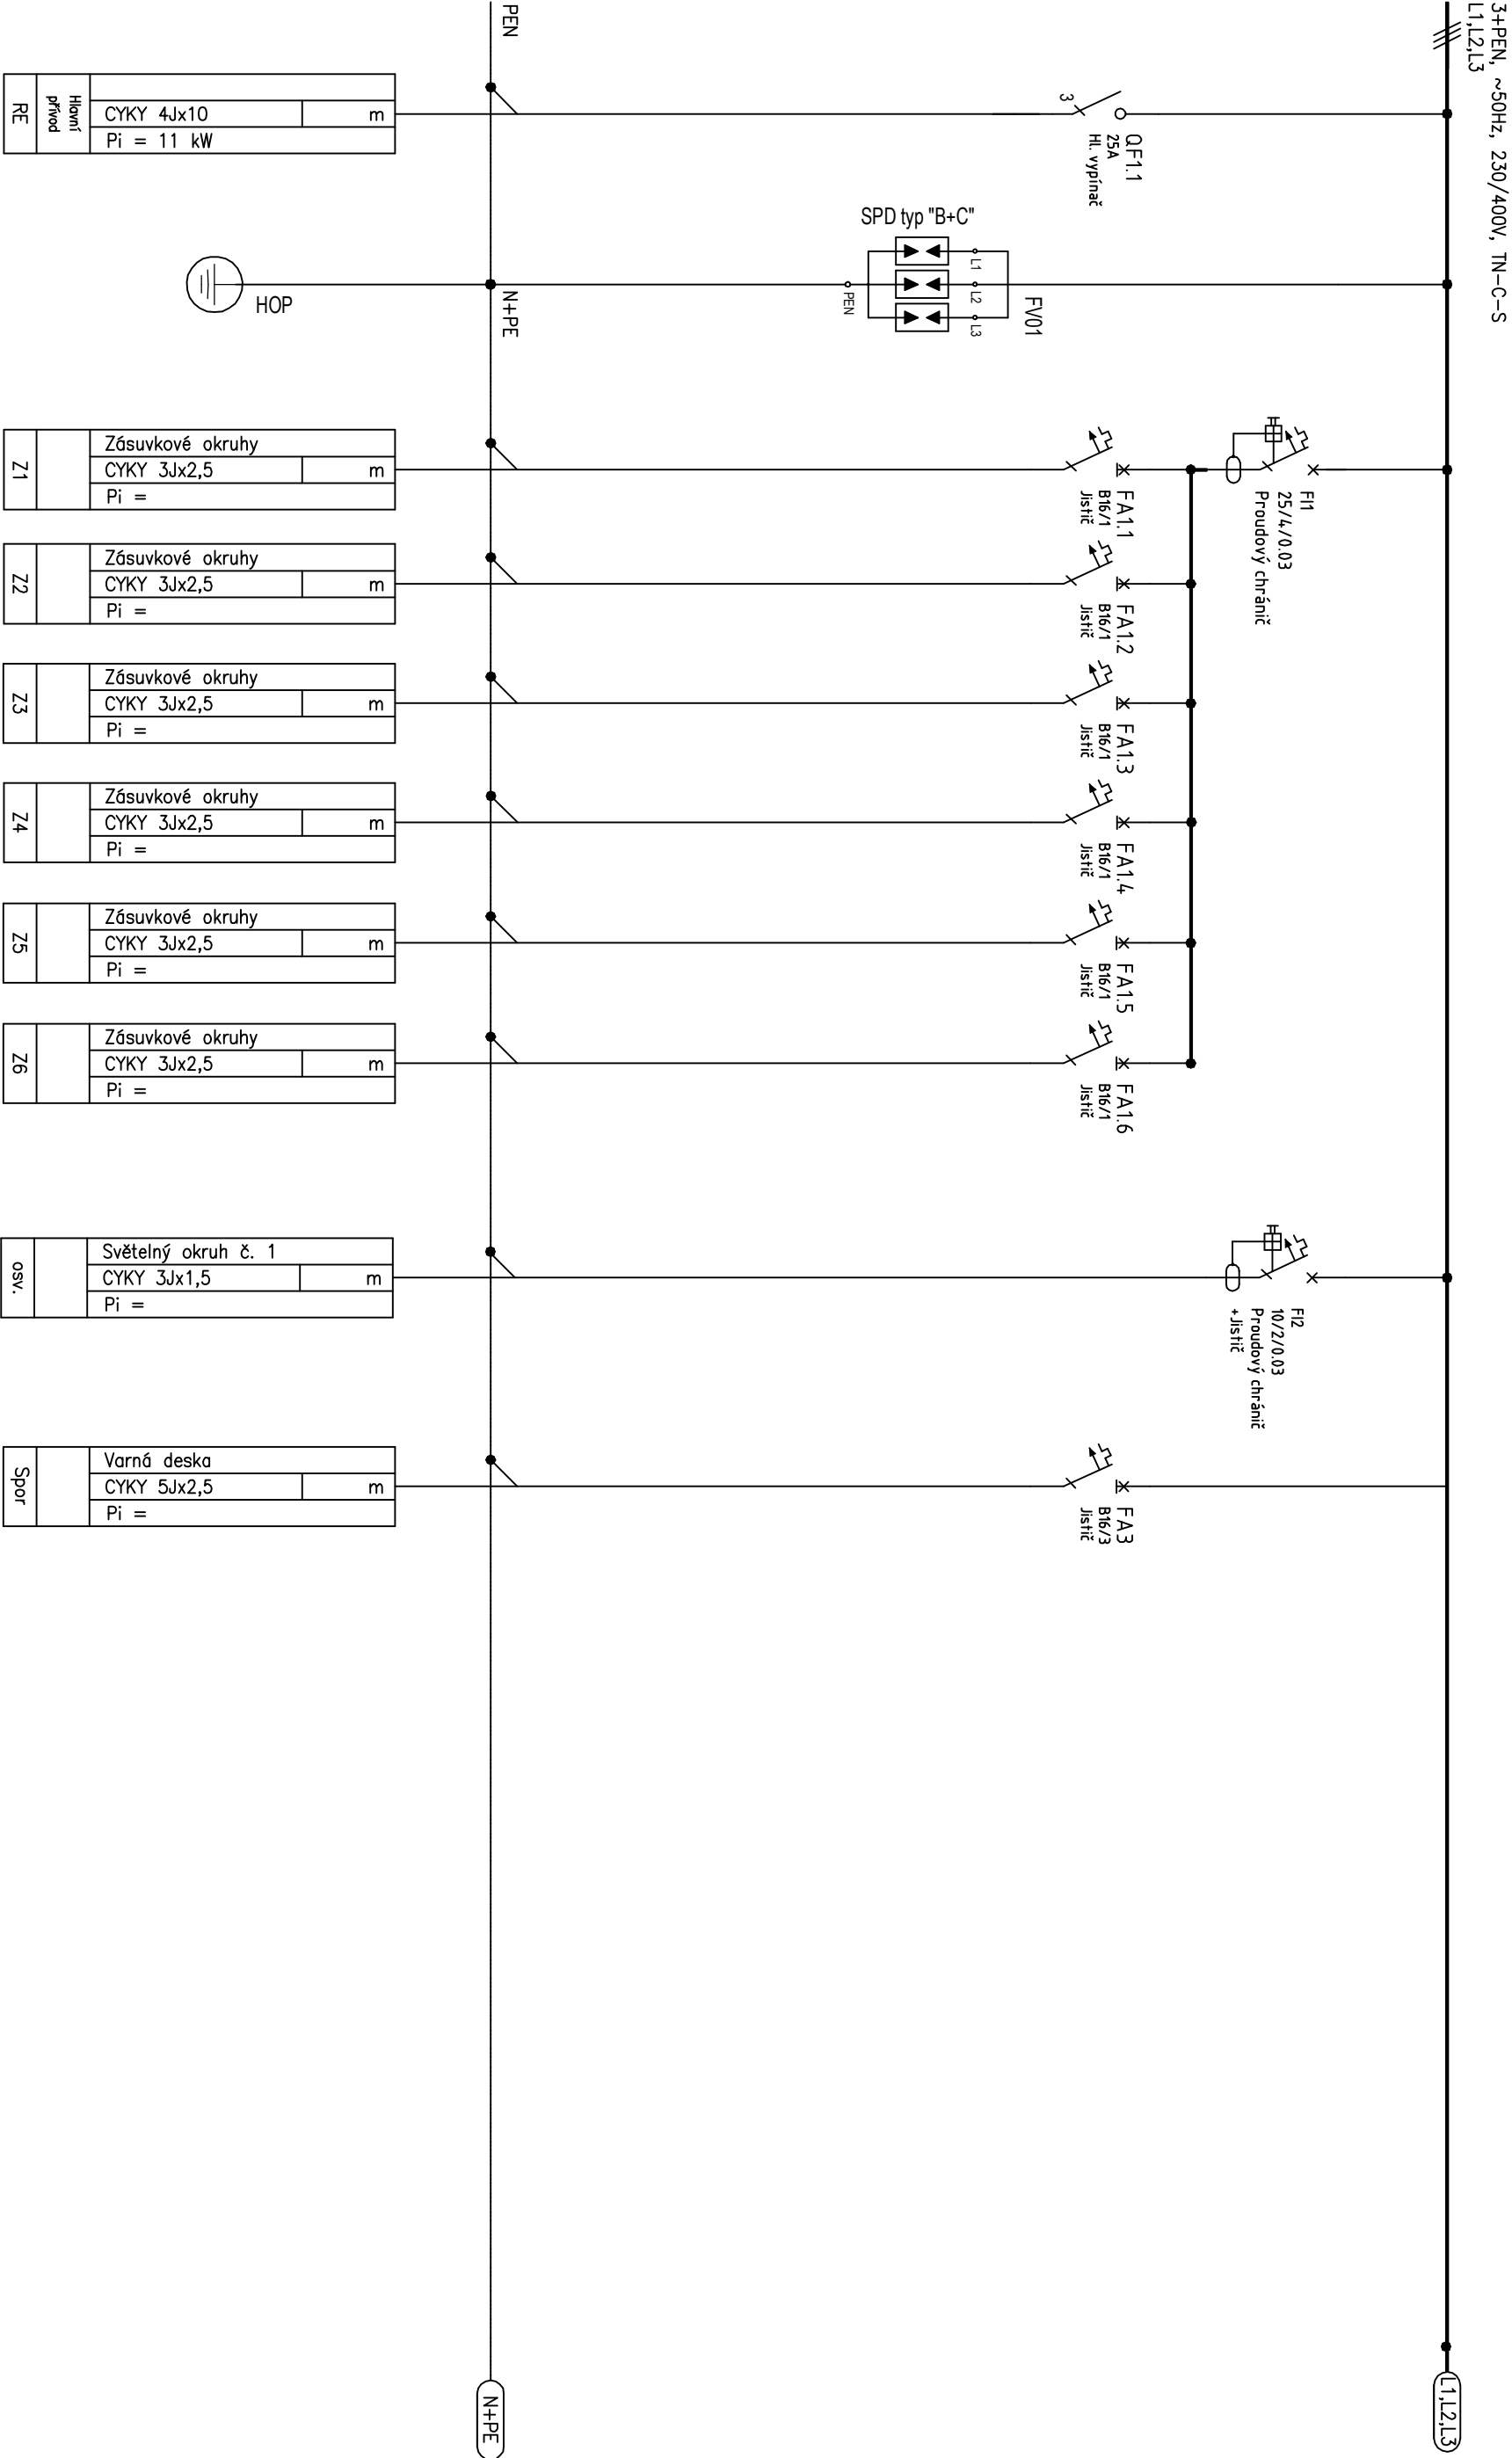 3+PEN, ~50Hz, 230/400V, TN-C-S
L1,L2,L3
PEN
QF1.1
25A
Hl. vypínač
3
RE
Hlavní
přívod
CYKY 4Jx10 m
Pi = 11 kW
SPD typ "B+C"
L1
L2
L3
PEN
FV01
HOP
N+PE
FI1
25/4/0.03
Proudový chránič
FA1.1
B16/1
Jistič
Z1
Zásuvkové okruhy
CYKY 3Jx2,5 m
Pi =
FA1.2
B16/1
Jistič
Z2
Zásuvkové okruhy
CYKY 3Jx2,5 m
Pi =
FA1.3
B16/1
Jistič
Z3
Zásuvkové okruhy
CYKY 3Jx2,5 m
Pi =
FA1.4
B16/1
Jistič
Z4
Zásuvkové okruhy
CYKY 3Jx2,5 m
Pi =
FA1.5
B16/1
Jistič
Z5
Zásuvkové okruhy
CYKY 3Jx2,5 m
Pi =
FA1.6
B16/1
Jistič
Z6
Zásuvkové okruhy
CYKY 3Jx2,5 m
Pi =
FI2
10/2/0.03
Proudový chránič
+Jistič
osv.
Světelný okruh č. 1
CYKY 3Jx1,5 m
Pi =
FA3
B16/3
Jistič
Spor
Varná deska
CYKY 5Jx2,5 m
Pi =
N+PE
L1,L2,L3